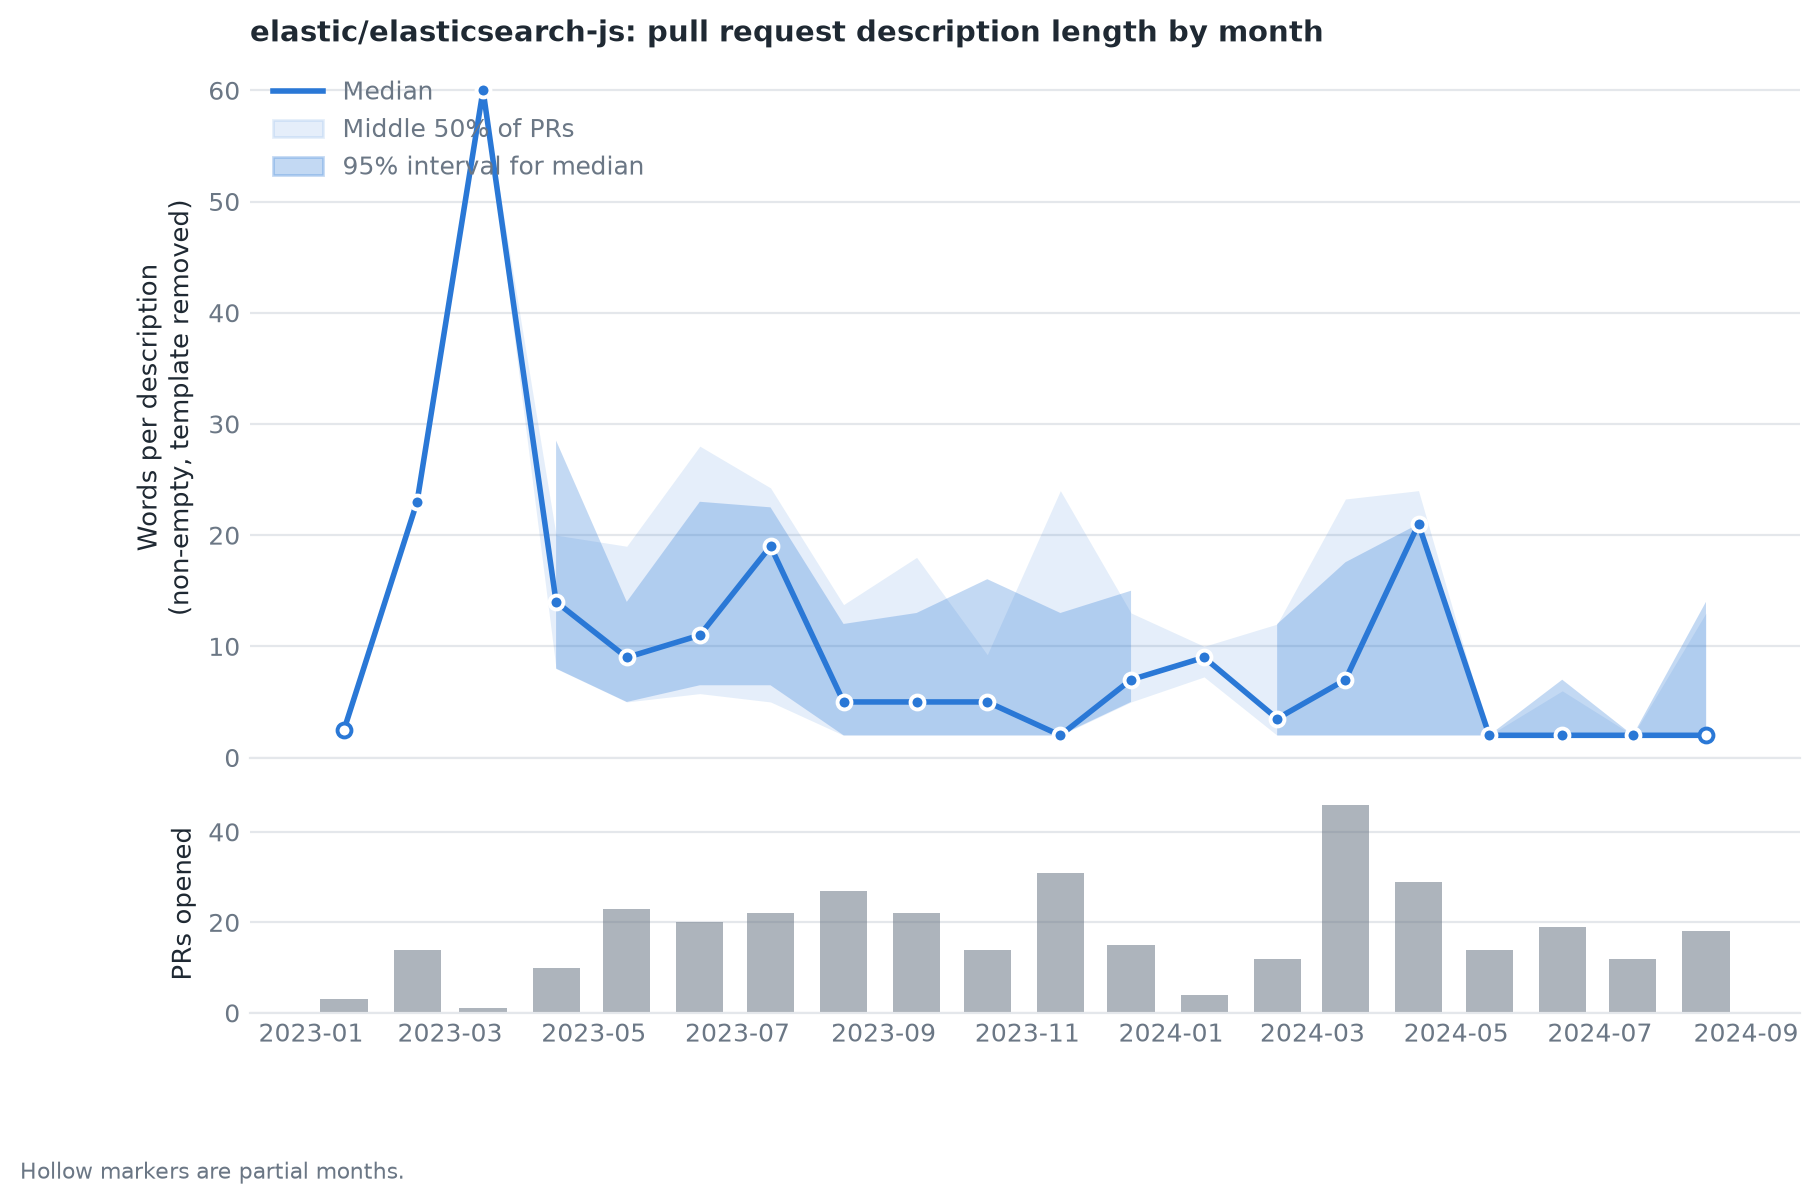 elastic/elasticsearch-js: pull request description length by month
Median
Middle 50% of PRs
95% interval for median
60
50
40
30
20
10
0
Words per description
(non-empty, template removed)
40
20
0
PRs opened
2023-01
2023-03
2023-05
2023-07
2023-09
2023-11
2024-01
2024-03
2024-05
2024-07
2024-09
Hollow markers are partial months.